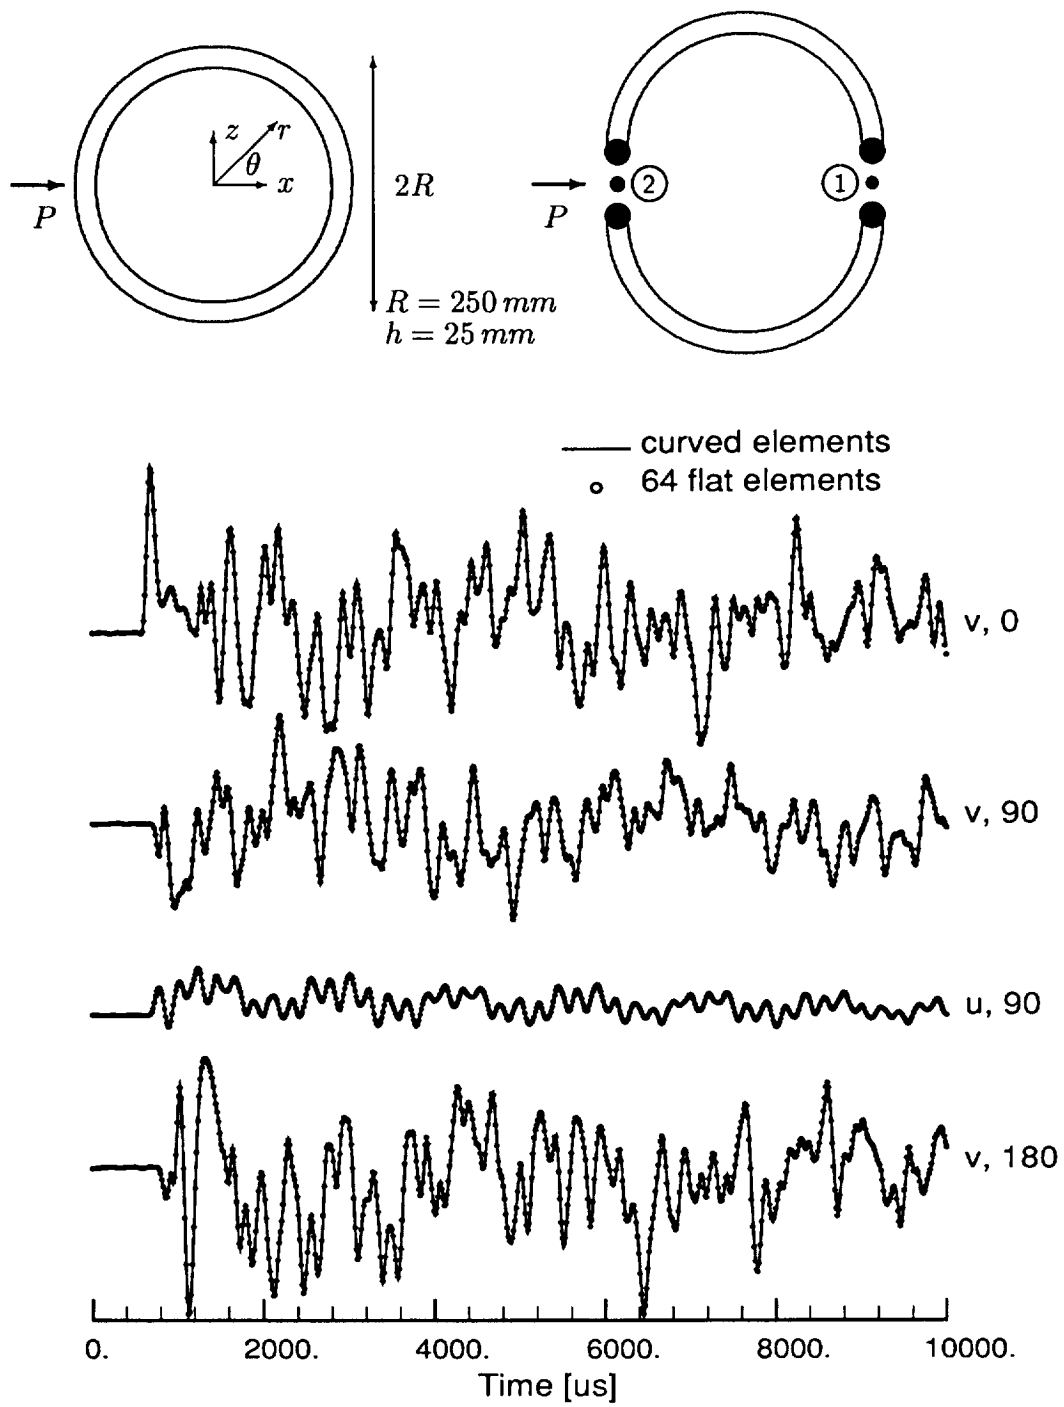 z
r
θ
x
P
2R
R = 250 mm
h = 25 mm
P
2
1
curved elements
64 flat elements
v, 0
v, 90
u, 90
v, 180
0. 2000. 4000. 6000. 8000. 10000.
Time [us]